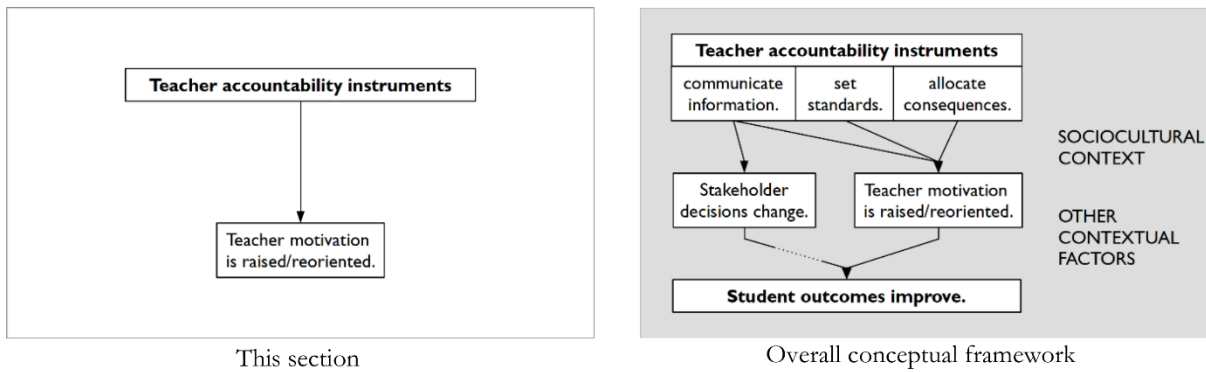 Teacher accountability instruments
Teacher motivation
is raised/reoriented.
This section
Teacher accountability instruments
communicate
information.
set
standards.
allocate
consequences.
SOCIOCULTURAL
CONTEXT
Stakeholder
decisions change.
Teacher motivation
is raised/reoriented.
OTHER
CONTEXTUAL
FACTORS
Student outcomes improve.
Overall conceptual framework